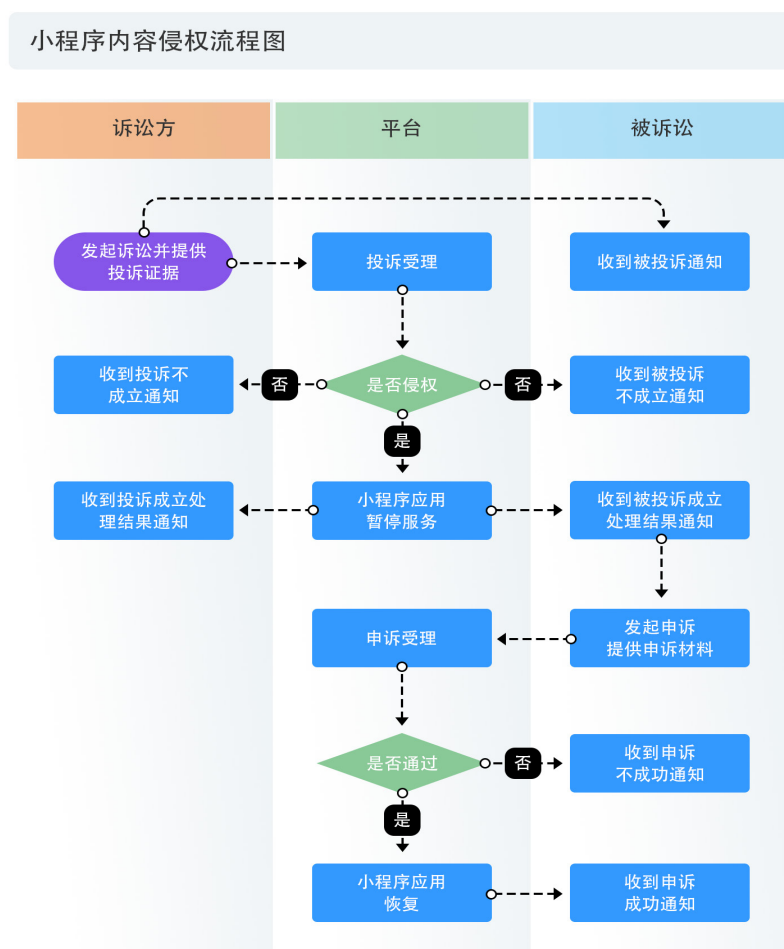 小程序内容侵权流程图
诉讼方
平台
被诉讼
发起诉讼并提供
投诉证据
投诉受理
收到被投诉通知
收到投诉不
成立通知
否
是否侵权
否
收到被投诉
不成立通知
是
收到投诉成立处
理结果通知
小程序应用
暂停服务
收到被投诉成立
处理结果通知
申诉受理
发起申诉
提供申诉材料
是否通过
否
收到申诉
不成功通知
是
小程序应用
恢复
收到申诉
成功通知